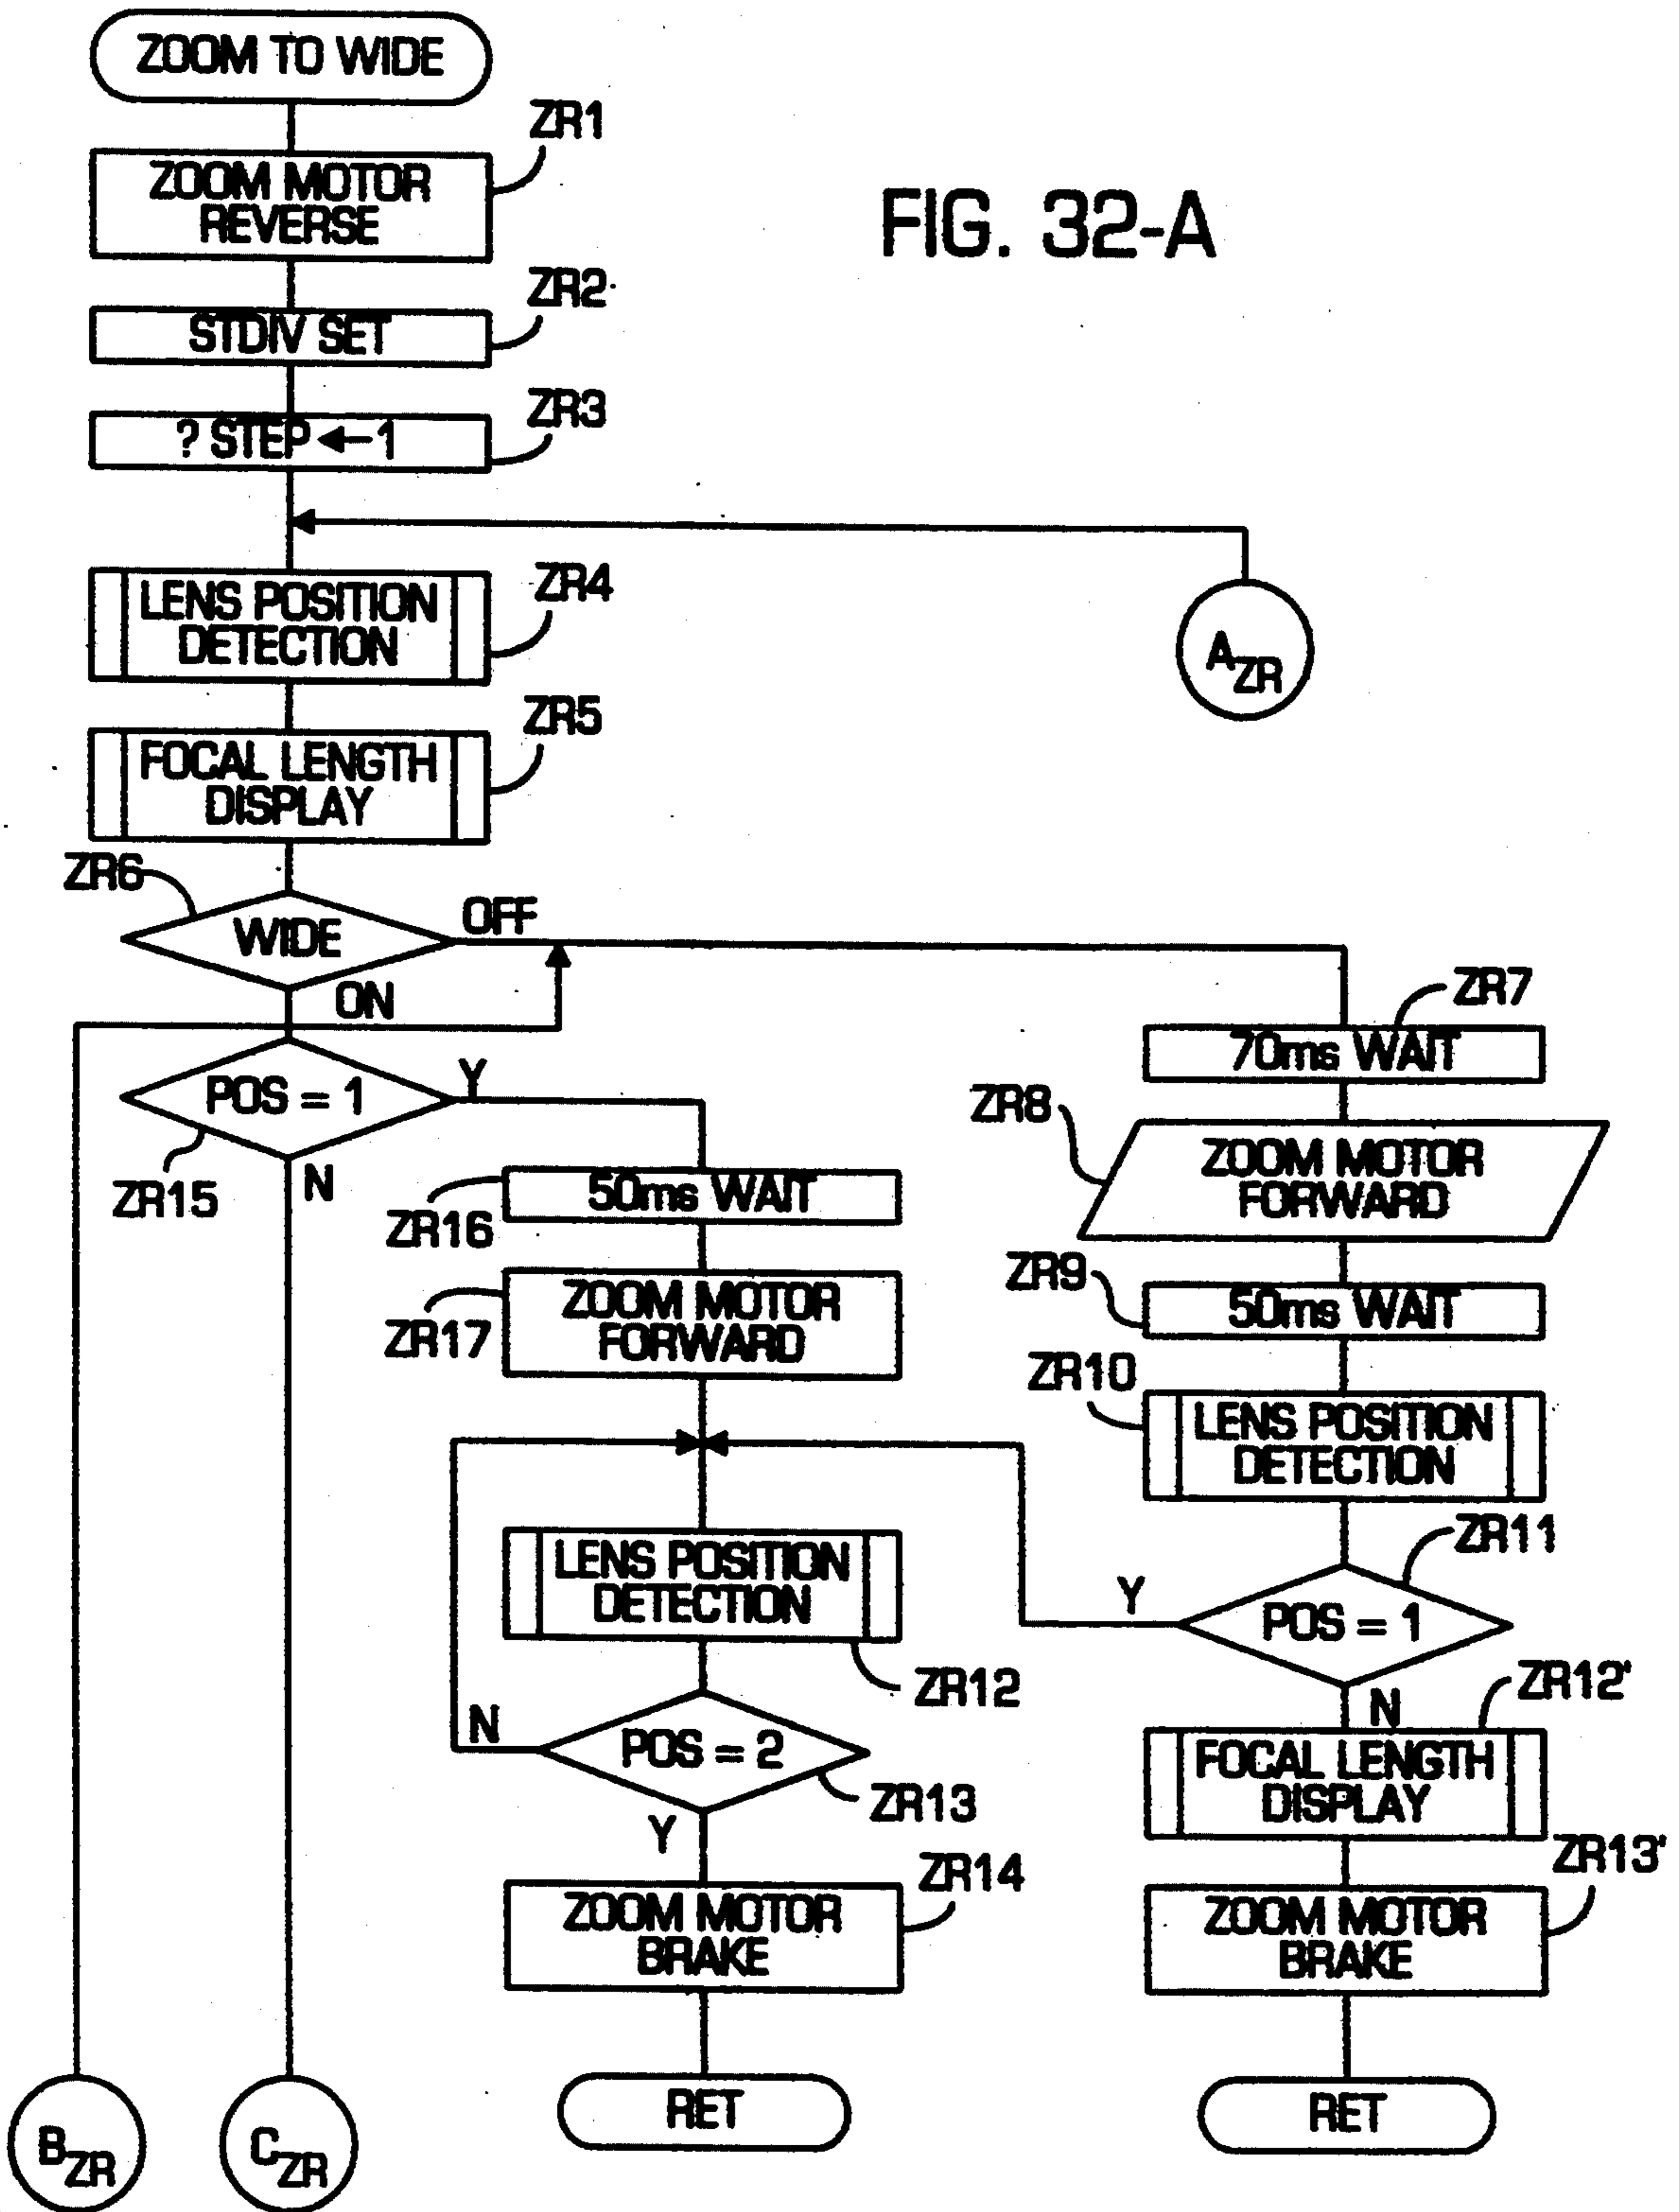 ZOOM TO WIDE
ZR1
ZOOM MOTOR
REVERSE
FIG. 32-A
ZR2
STDIV SET
ZR3
? STEP ← 1
ZR4
LENS POSITION
DETECTION
A ZR
ZR5
FOCAL LENGTH
DISPLAY
ZR6
WIDE
OFF
ON
ZR7
70ms WAIT
POS = 1
Y
ZR8
ZOOM MOTOR
FORWARD
ZR15
N
50ms WAIT
ZR16
ZR9
50ms WAIT
ZOOM MOTOR
FORWARD
ZR17
ZR10
LENS POSITION
DETECTION
ZR11
LENS POSITION
DETECTION
Y
POS = 1
ZR12
ZR12'
N
N
POS = 2
FOCAL LENGTH
DISPLAY
ZR13
Y
ZR14
ZR13'
ZOOM MOTOR
BRAKE
ZOOM MOTOR
BRAKE
RET
RET
B ZR
C ZR